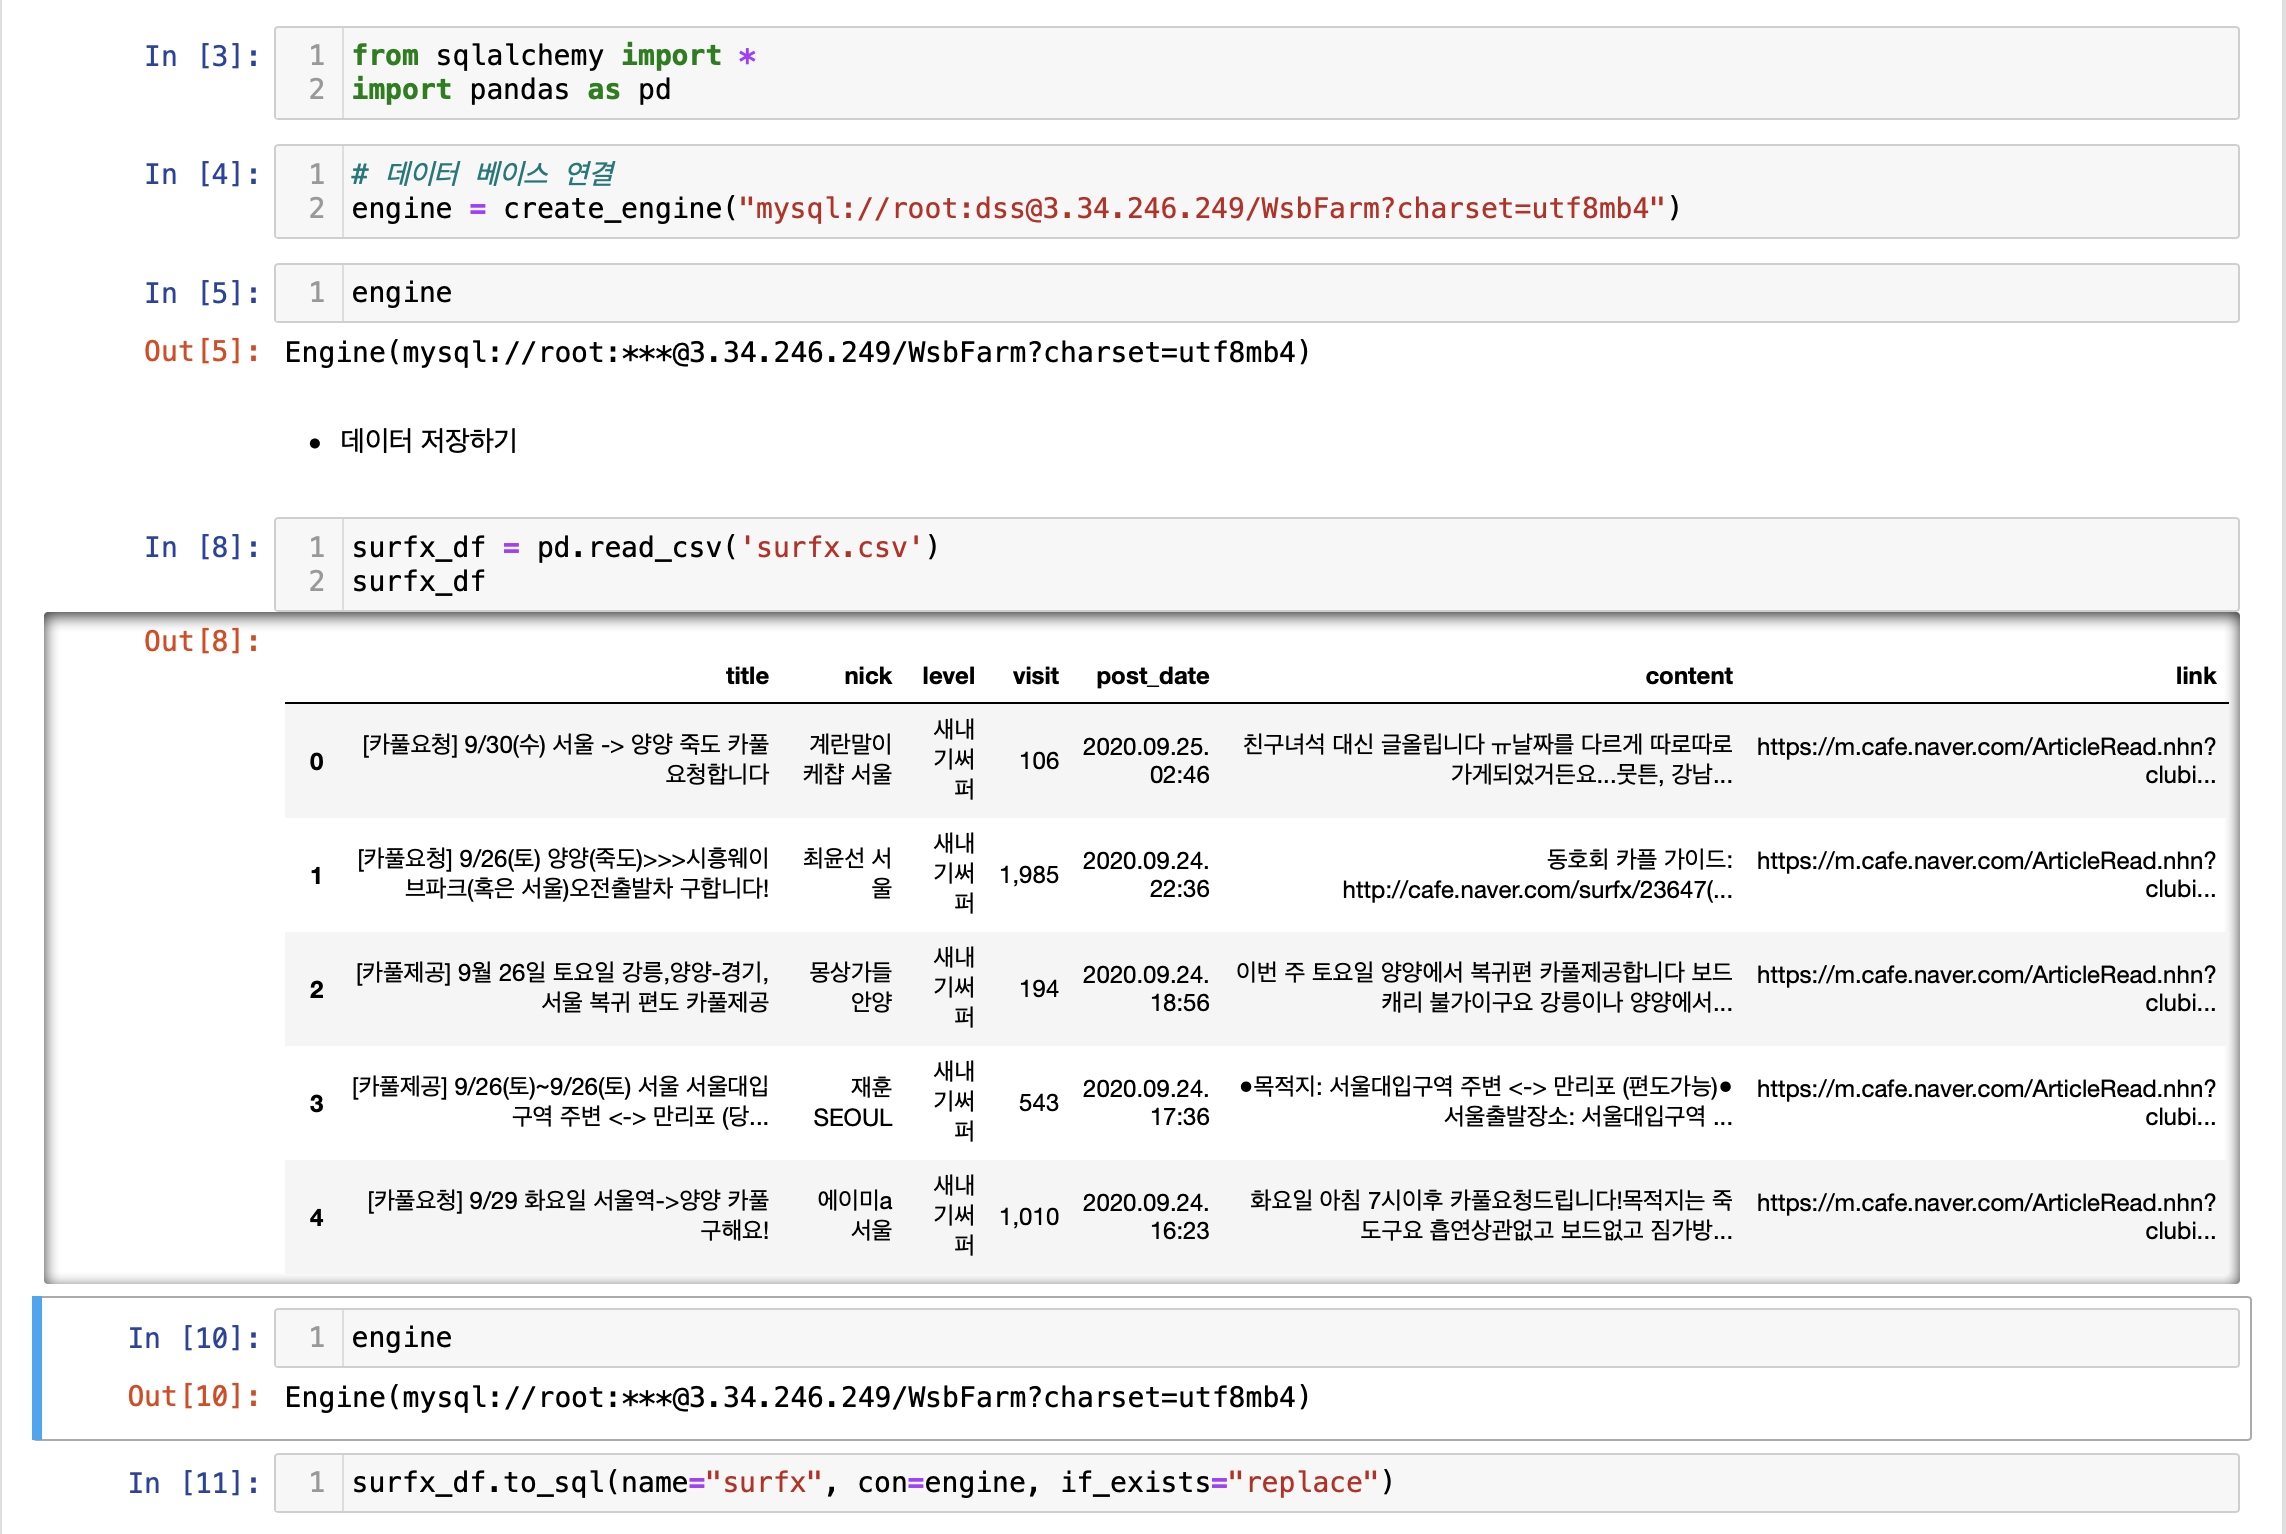 In [3]:
1 from sqlalchemy import *
2 import pandas as pd
In [4]:
1 # 데이터 베이스 연결
2 engine = create_engine("mysql://root:dss@3.34.246.249/WsbFarm?charset=utf8mb4")
In [5]:
1 engine
Out[5]: Engine(mysql://root:***@3.34.246.249/WsbFarm?charset=utf8mb4)
• 데이터 저장하기
In [8]:
1 surfx_df = pd.read_csv('surfx.csv')
2 surfx_df
Out[8]:
title nick level visit post_date content link
0
[카풀요청] 9/30(수) 서울 -> 양양 죽도 카풀
요청합니다
계란말이
케챱 서울
새내
기써
퍼
106
2020.09.25.
02:46
친구녀석 대신 글올립니다 ㅠ날짜를 다르게 따로따로
가게되었거든요...뭇튼, 강남...
https://m.cafe.naver.com/ArticleRead.nhn?
clubi...
1
[카풀요청] 9/26(토) 양양(죽도)>>>시흥웨이
브파크(혹은 서울)오전출발차 구합니다!
최윤선 서
울
새내
기써
퍼
1,985
2020.09.24.
22:36
동호회 카플 가이드:
http://cafe.naver.com/surfx/23647(...
https://m.cafe.naver.com/ArticleRead.nhn?
clubi...
2
[카풀제공] 9월 26일 토요일 강릉,양양-경기,
서울 복귀 편도 카풀제공
몽상가들
안양
새내
기써
퍼
194
2020.09.24.
18:56
이번 주 토요일 양양에서 복귀편 카풀제공합니다 보드
캐리 불가이구요 강릉이나 양양에서...
https://m.cafe.naver.com/ArticleRead.nhn?
clubi...
3
[카풀제공] 9/26(토)~9/26(토) 서울 서울대입
구역 주변 <-> 만리포 (당...
재훈
SEOUL
새내
기써
퍼
543
2020.09.24.
17:36
●목적지: 서울대입구역 주변 <-> 만리포 (편도가능)●
서울출발장소: 서울대입구역 ...
https://m.cafe.naver.com/ArticleRead.nhn?
clubi...
4
[카풀요청] 9/29 화요일 서울역->양양 카풀
구해요!
에이미a
서울
새내
기써
퍼
1,010
2020.09.24.
16:23
화요일 아침 7시이후 카풀요청드립니다!목적지는 죽
도구요 흡연상관없고 보드없고 짐가방...
https://m.cafe.naver.com/ArticleRead.nhn?
clubi...
In [10]:
1 engine
Out[10]: Engine(mysql://root:***@3.34.246.249/WsbFarm?charset=utf8mb4)
In [11]:
1 surfx_df.to_sql(name="surfx", con=engine, if_exists="replace")